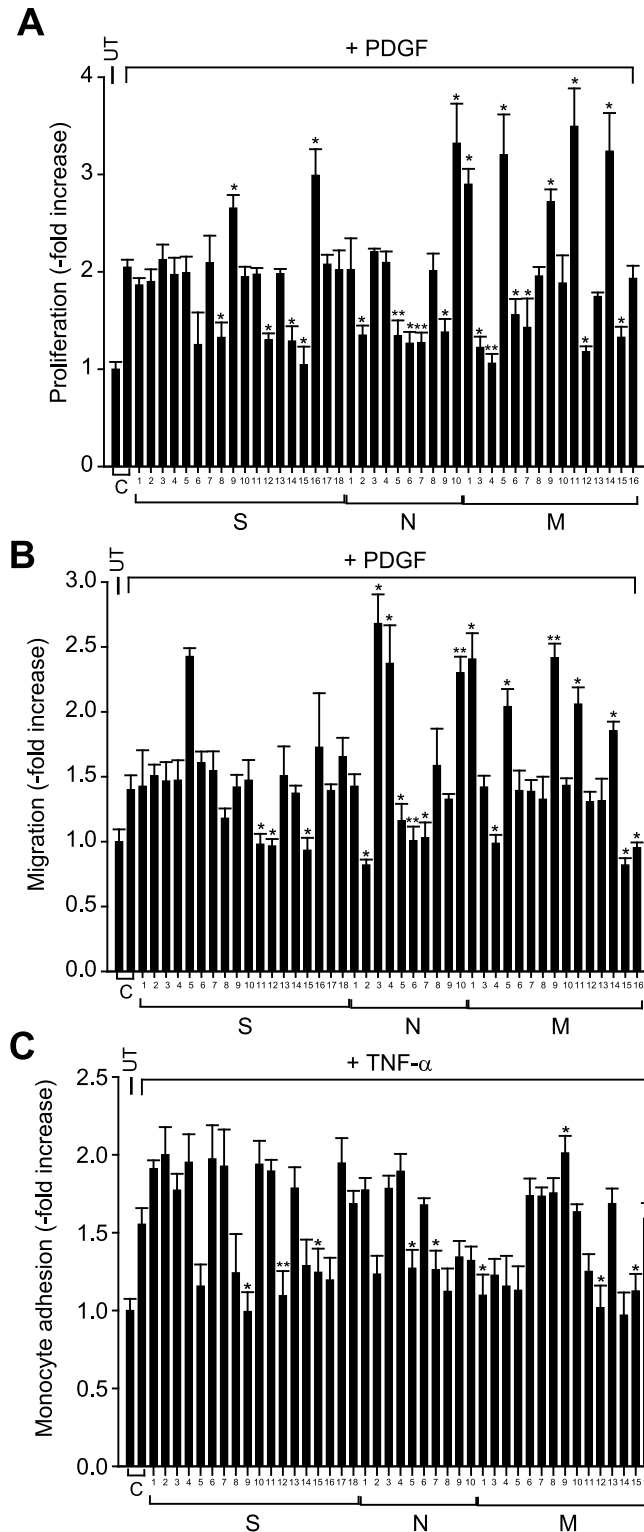 A
UT
+ PDGF
Proliferation (-fold increase)
4
3
2
1
0
* * * * * * * ** * ** * * * * ** * * * * * * * *
C
1 2 3 4 5 6 7 8 9 10 11 12 13 14 15 16 17 18 1 2 3 4 5 6 7 8 9 10 1 3 4 5 6 7 8 9 10 11 12 13 14 15 16
S N M
B
UT
+ PDGF
Migration (-fold increase)
3.0
2.5
2.0
1.5
1.0
0.5
0.0
* * * * * * * ** * ** * * * ** * * * *
C
1 2 3 4 5 6 7 8 9 10 11 12 13 14 15 16 17 18 1 2 3 4 5 6 7 8 9 10 1 3 4 5 6 7 8 9 10 11 12 13 14 15 16
S N M
C
UT
+ TNF-α
Monocyte adhesion (-fold increase)
2.5
2.0
1.5
1.0
0.5
0.0
* ** * * * * * * *
C
1 2 3 4 5 6 7 8 9 10 11 12 13 14 15 16 17 18 1 2 3 4 5 6 7 8 9 10 1 3 4 5 6 7 8 9 10 11 12 13 14 15
S N M